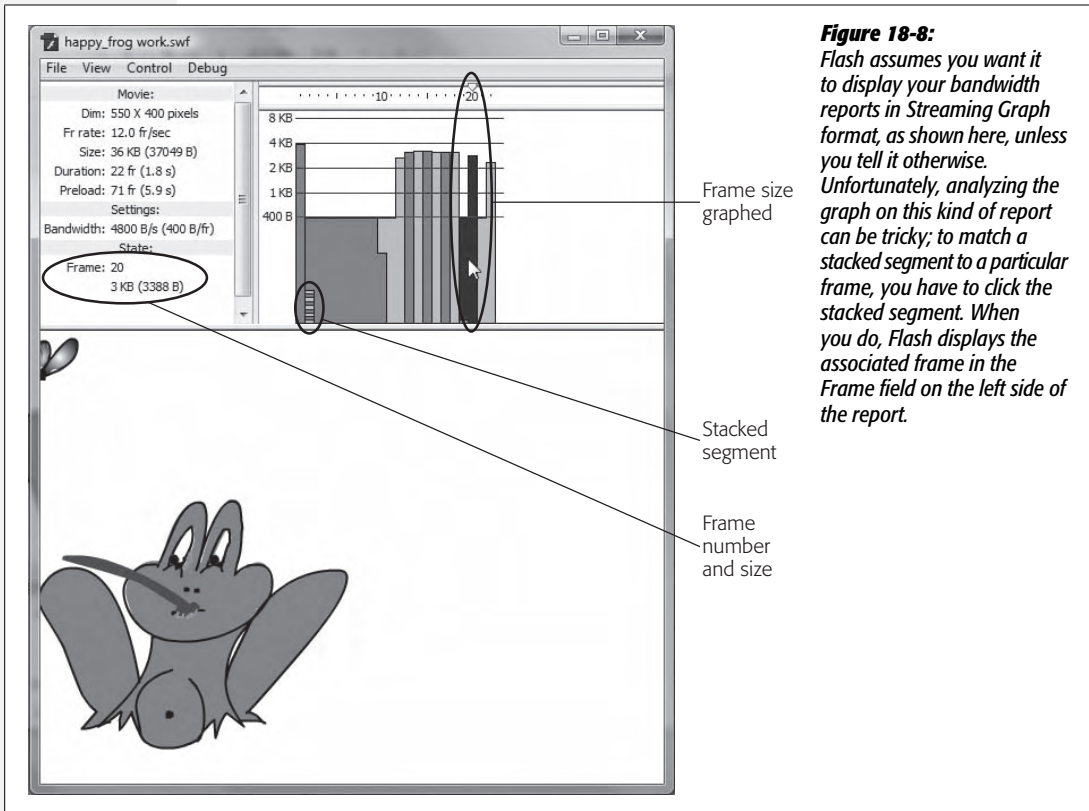 happy_frog work.swf
File View Control Debug
Movie:
Dim: 550 X 400 pixels
Fr rate: 12.0 fr/sec
Size: 36 KB (37049 B)
Duration: 22 fr (1.8 s)
Preload: 71 fr (5.9 s)
Settings:
Bandwidth: 4800 B/s (400 B/fr)
State:
Frame: 20
3 KB (3388 B)
10 20
8 KB
4 KB
2 KB
1 KB
400 B
Frame size
graphed
Stacked
segment
Frame
number
and size
Figure 18-8:
Flash assumes you want it
to display your bandwidth
reports in Streaming Graph
format, as shown here, unless
you tell it otherwise.
Unfortunately, analyzing the
graph on this kind of report
can be tricky; to match a
stacked segment to a particular
frame, you have to click the
stacked segment. When
you do, Flash displays the
associated frame in the
Frame field on the left side of
the report.